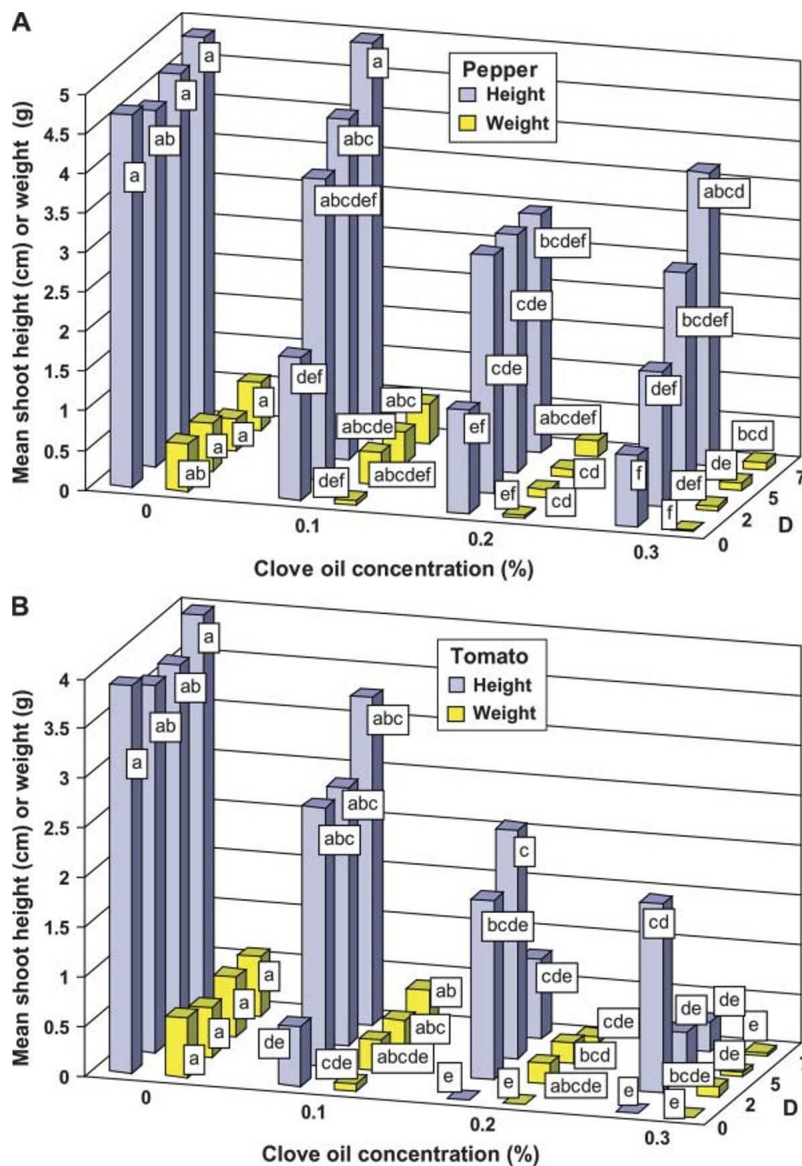 A
Pepper
Height
Weight
Mean shoot height (cm) or weight (g)
5
4.5
4
3.5
3
2.5
2
1.5
1
0.5
0
a
ab
a
a
ab
a
a
a
def
abcdef
abc
a
def
abcdef
abcde
abc
ef
cde
cde
bcdef
ef
cd
cd
abcdef
f
def
bcdef
abcd
f
def
de
bcd
0
0.1
0.2
0.3
0
2
5
7
D
Clove oil concentration (%)
B
Tomato
Height
Weight
Mean shoot height (cm) or weight (g)
4
3.5
3
2.5
2
1.5
1
0.5
0
a
ab
ab
a
a
a
a
a
de
abc
abc
abc
cde
abcde
abc
ab
e
bcde
c
cde
e
abcde
bcd
cde
e
cd
de
de
e
bcde
de
e
0
0.1
0.2
0.3
0
2
5
7
D
Clove oil concentration (%)